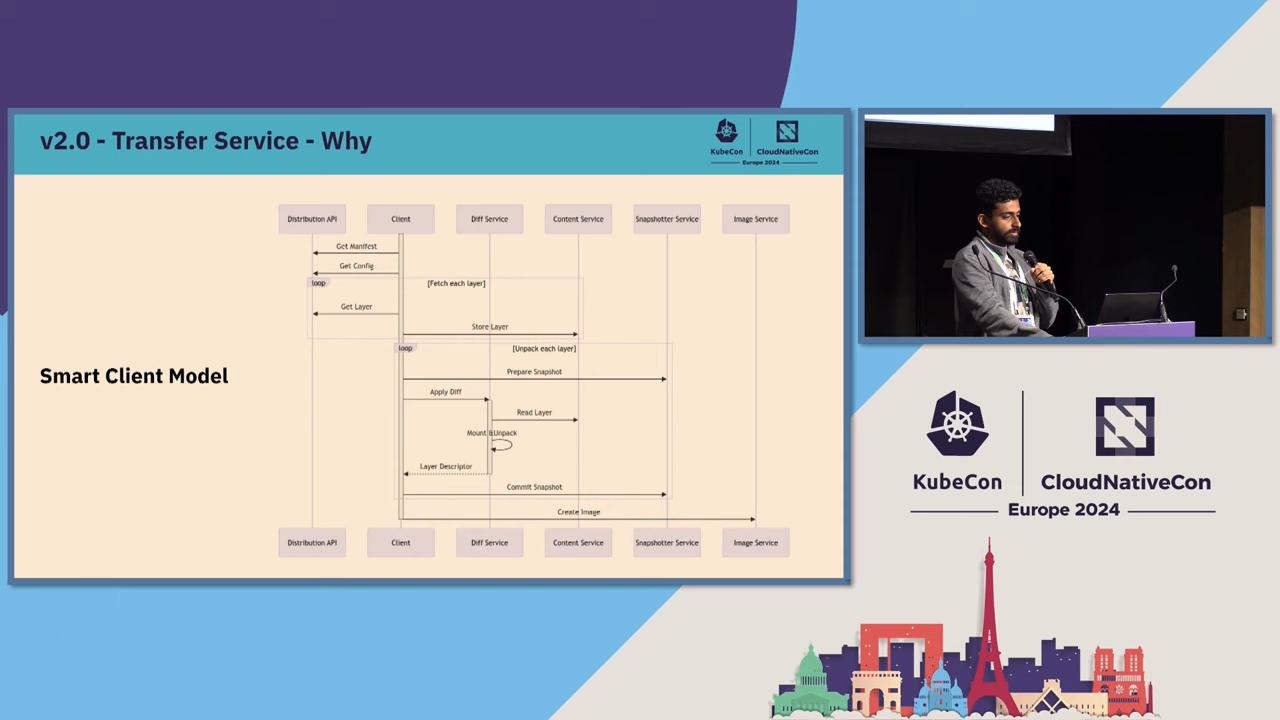 v2.0 - Transfer Service - Why
KubeCon
CloudNativeCon
Europe 2024
Smart Client Model
Distribution API
Client
Diff Service
Content Service
Snapshotter Service
Image Service
Get Manifest
Get Config
loop
[Fetch each layer]
Get Layer
Store Layer
loop
[Unpack each layer]
Prepare Snapshot
Apply Diff
Read Layer
Mount &Unpack
Layer Descriptor
Commit Snapshot
Create Image
Distribution API
Client
Diff Service
Content Service
Snapshotter Service
Image Service
KubeCon
CloudNativeCon
Europe 2024